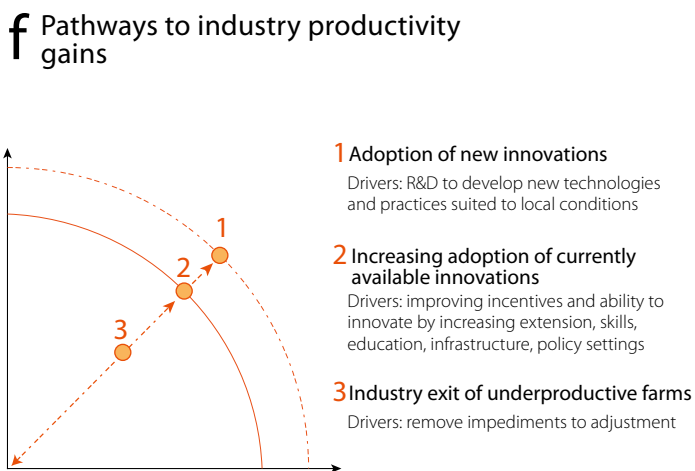 f Pathways to industry productivity
gains
1 Adoption of new innovations
Drivers: R&D to develop new technologies
and practices suited to local conditions
1
2 Increasing adoption of currently
available innovations
2
Drivers: improving incentives and ability to
innovate by increasing extension, skills,
3
education, infrastructure, policy settings
3 Industry exit of underproductive farms
Drivers: remove impediments to adjustment